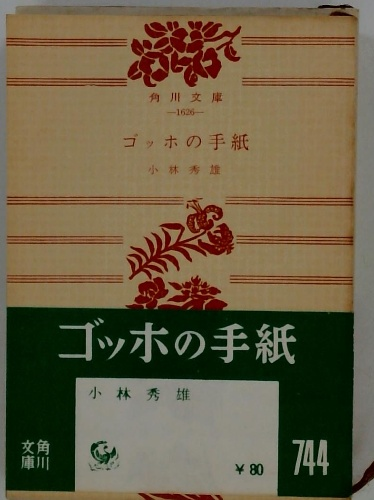 角川文庫
—1626—
ゴッホの手紙
小林秀雄
ゴッホの手紙
小林秀雄
角川文庫
¥80
744